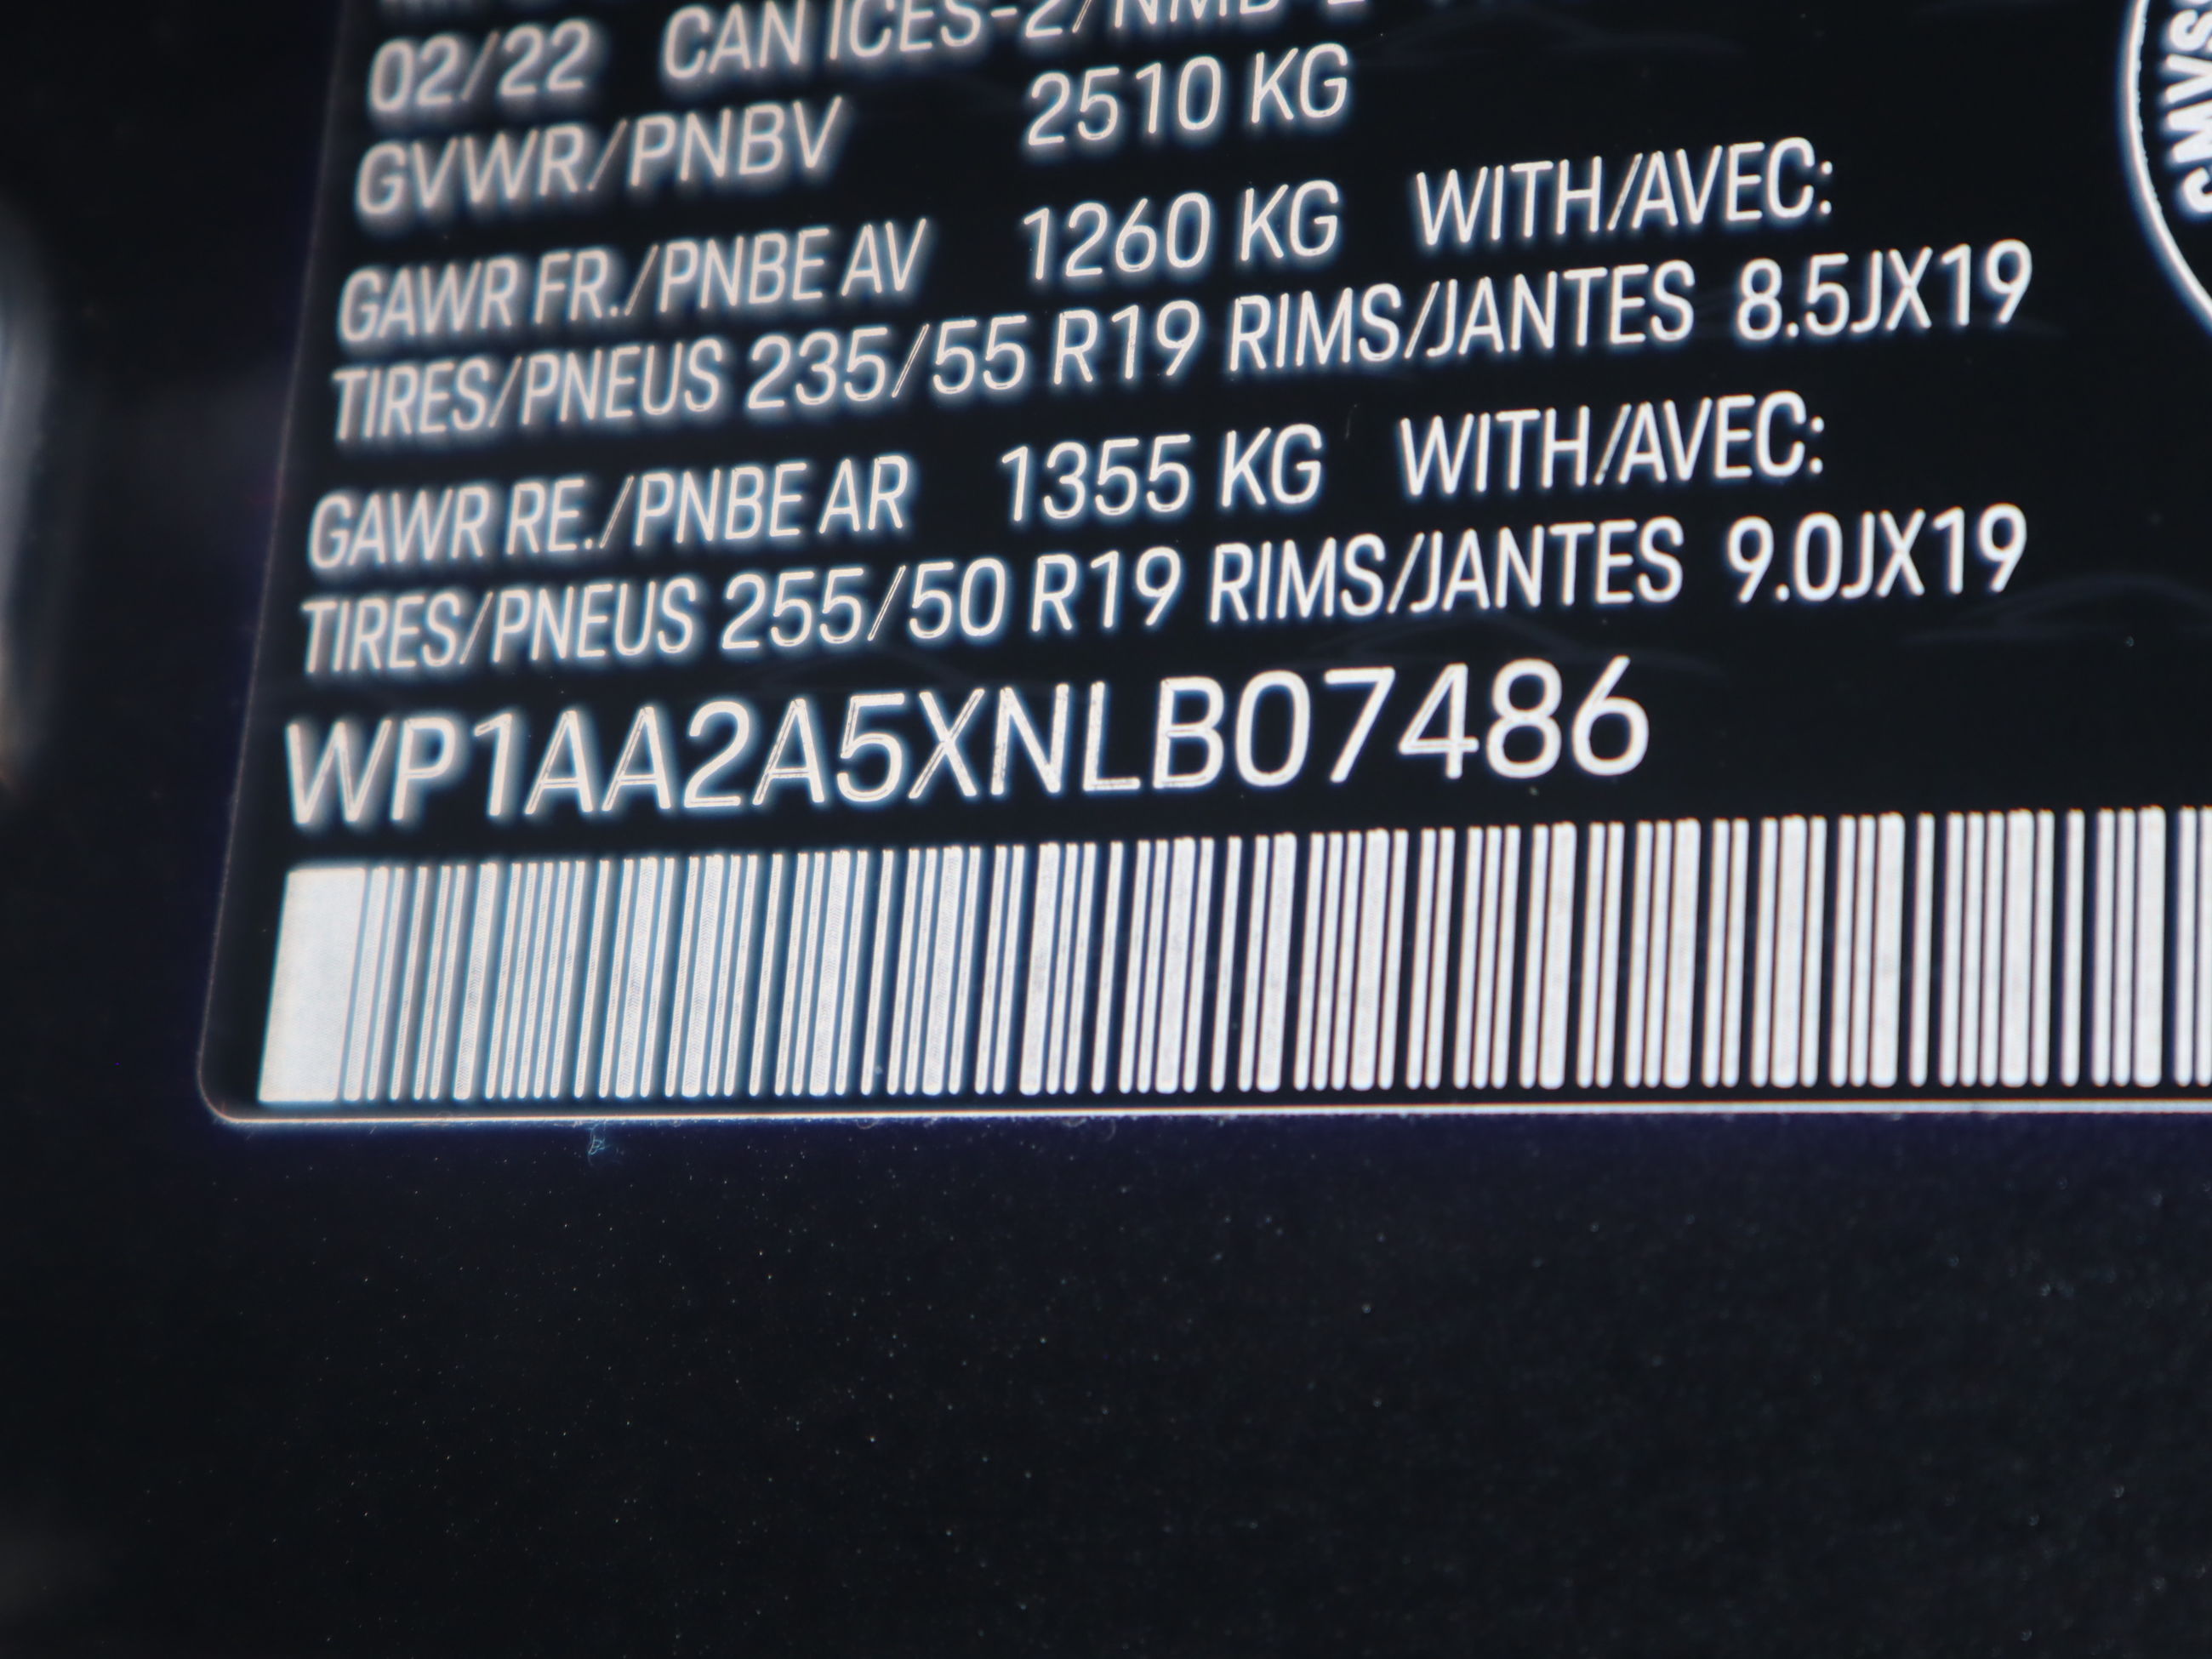 02/22 CAN ICES-2/NMB-2
GVWR/PNBV 2510 KG
GAWR FR./PNBE AV 1260 KG WITH/AVEC:
TIRES/PNEUS 235/55 R19 RIMS/JANTES 8.5JX19
GAWR RE./PNBE AR 1355 KG WITH/AVEC:
TIRES/PNEUS 255/50 R19 RIMS/JANTES 9.0JX19
WP1AA2A5XNLB07486